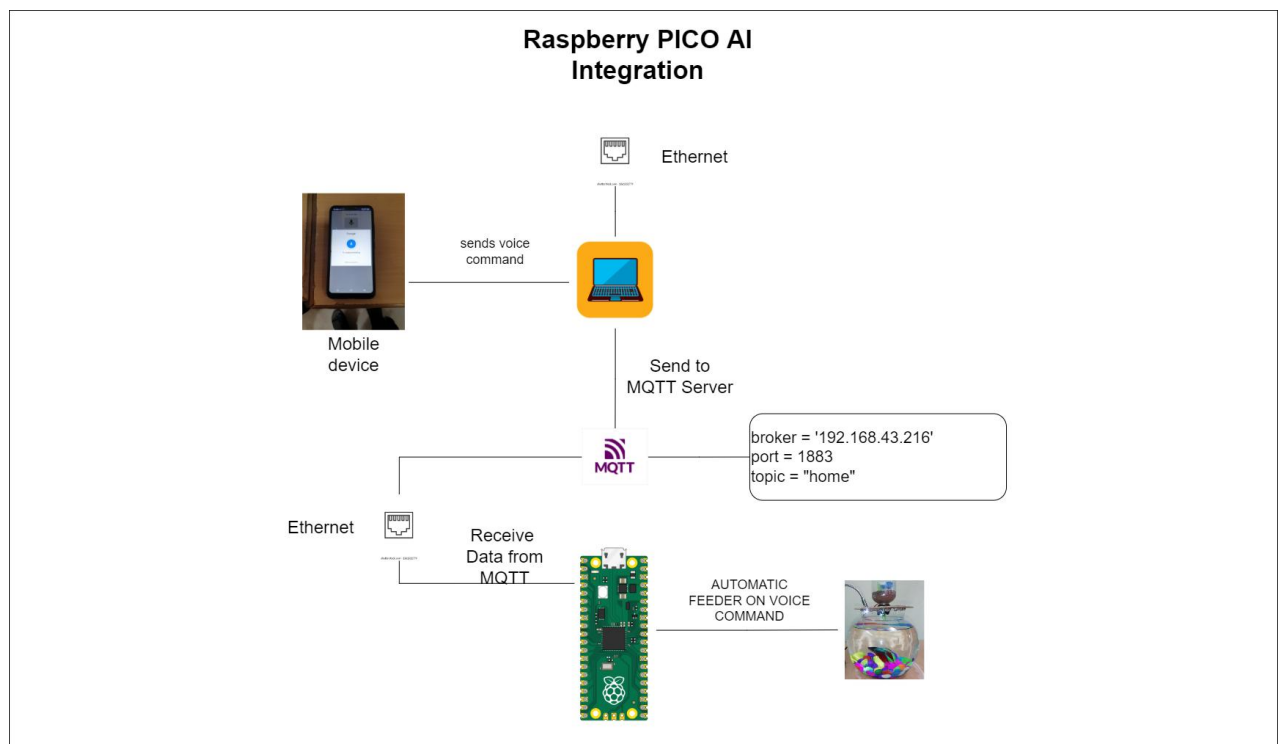 Raspberry PICO AI
Integration
Ethernet
sends voice
command
Mobile
device
Send to
MQTT Server
MQTT
broker = '192.168.43.216'
port = 1883
topic = "home"
Ethernet
Receive
Data from
MQTT
AUTOMATIC
FEEDER ON VOICE
COMMAND